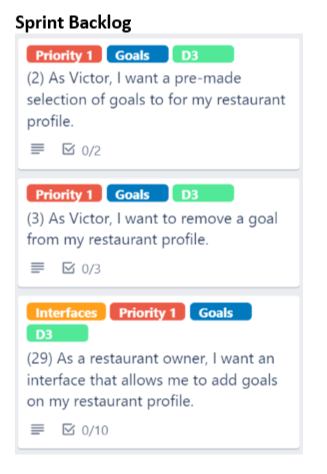 Sprint Backlog
Priority 1 Goals D3
(2) As Victor, I want a pre-made
selection of goals to for my restaurant
profile.
0/2
Priority 1 Goals D3
(3) As Victor, I want to remove a goal
from my restaurant profile.
0/3
Interfaces Priority 1 Goals
D3
(29) As a restaurant owner, I want an
interface that allows me to add goals
on my restaurant profile.
0/10